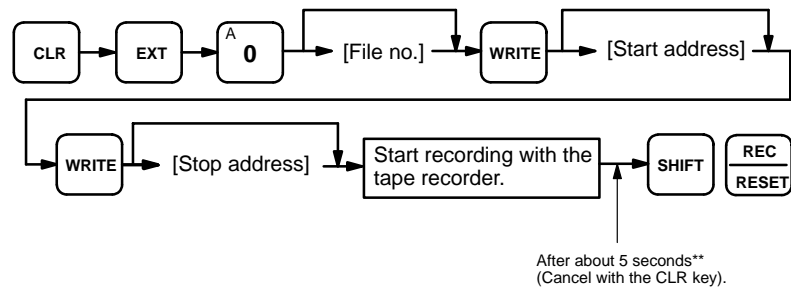 CLR EXT A 0 [File no.] WRITE [Start address]
WRITE [Stop address] Start recording with the
tape recorder. SHIFT REC
RESET
After about 5 seconds**
(Cancel with the CLR key).